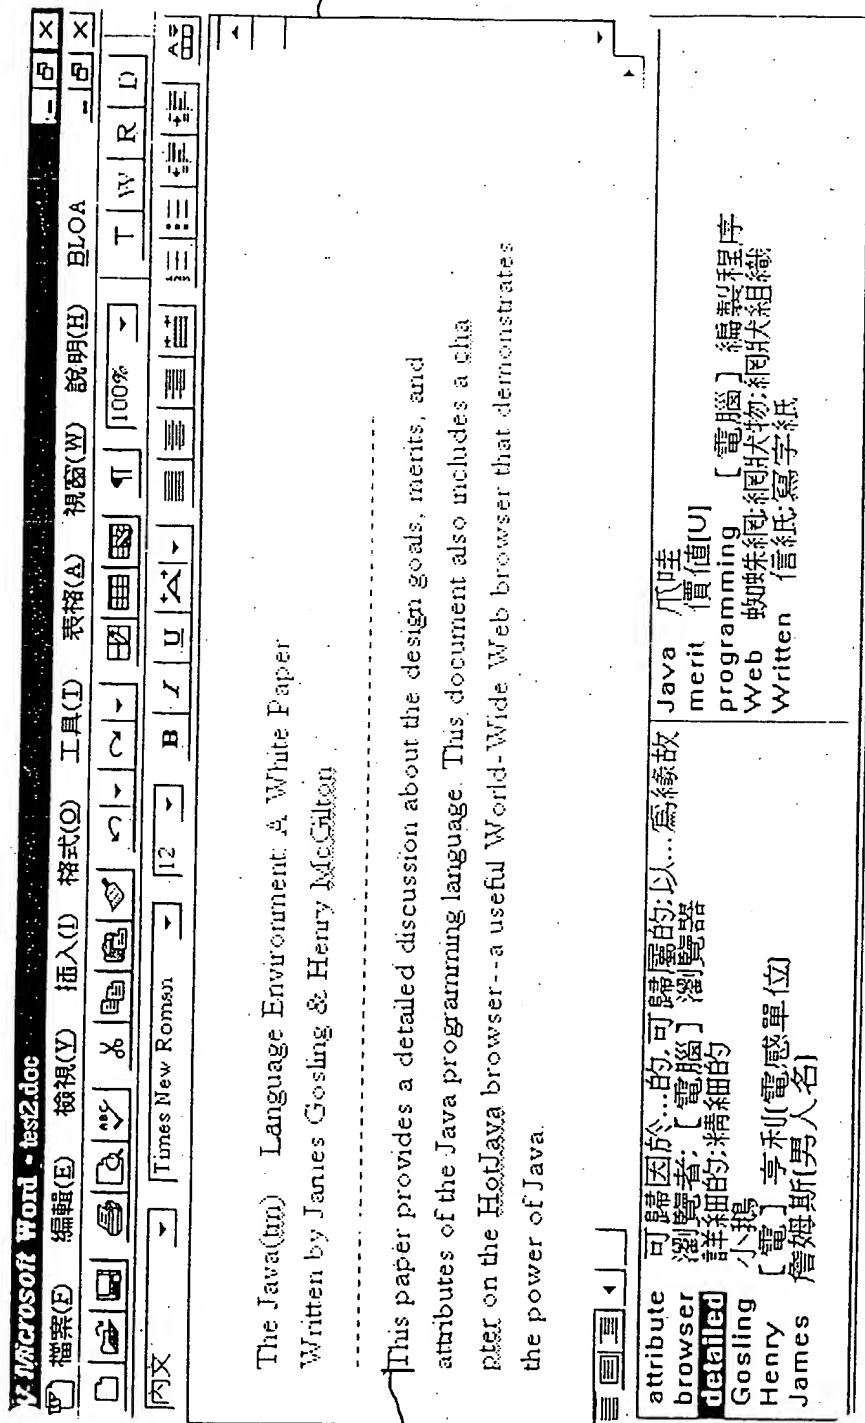 Microsoft Word - test2.doc
檔案(F) 編輯(E) 檢視(V) 插入(I) 格式(O) 工具(T) 表格(A) 視窗(W) 說明(H) BLOA
ABC 100% T W R D
內文 Times New Roman 12 B I U A
The Java(tm) Language Environment: A White Paper
Written by James Gosling & Henry McGilton
This paper provides a detailed discussion about the design goals, merits, and
attributes of the Java programming language. This document also includes a cha
pter on the HotJava browser--a useful World-Wide Web browser that demonstrates
the power of Java.
attribute 可歸因於...的,可歸屬的;以...為緣故
browser 瀏覽者;[電腦] 瀏覽器
detailed 詳細的;精細的
Gosling 小鵝
Henry [電] 亨利(電感單位)
James 詹姆斯(男人名)
Java 爪哇
merit 價值[U]
programming [電腦] 編製程序
Web 蜘蛛網;網狀物;網狀組織
Written 信紙;寫字紙